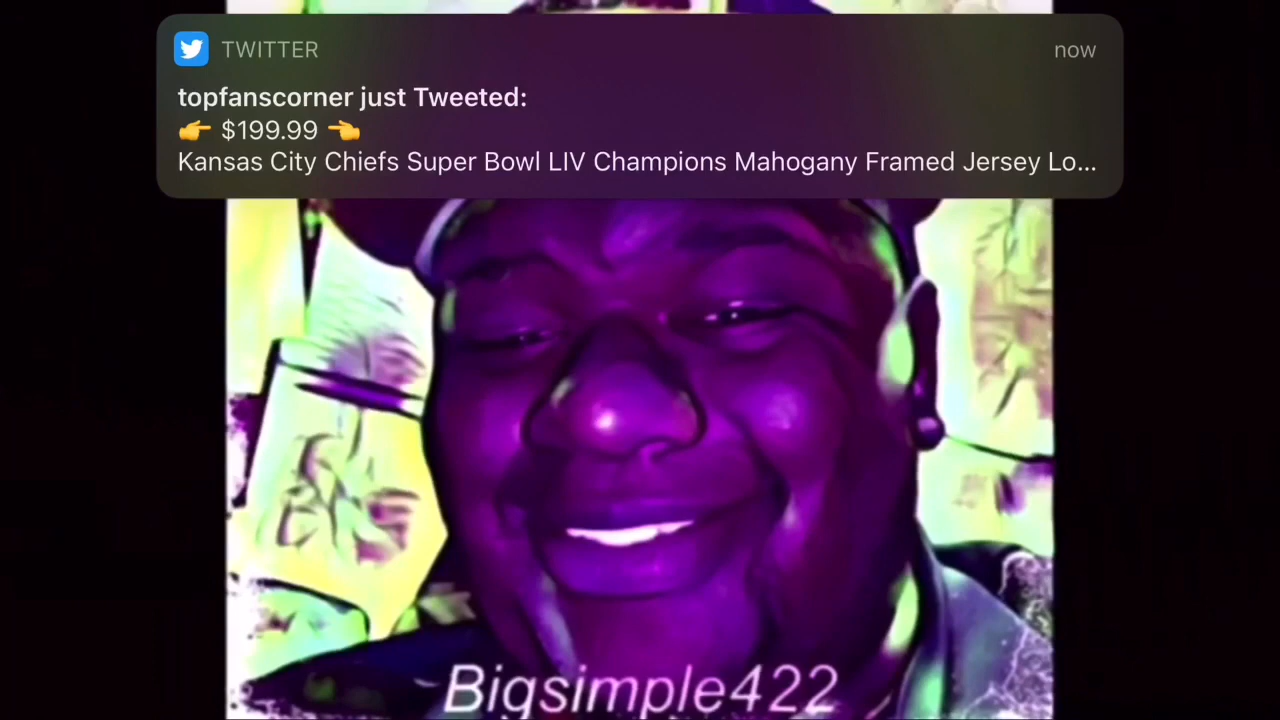 TWITTER
now
topfanscorner just Tweeted:
👉 $199.99 👈
Kansas City Chiefs Super Bowl LIV Champions Mahogany Framed Jersey Lo...
Bigsimple422